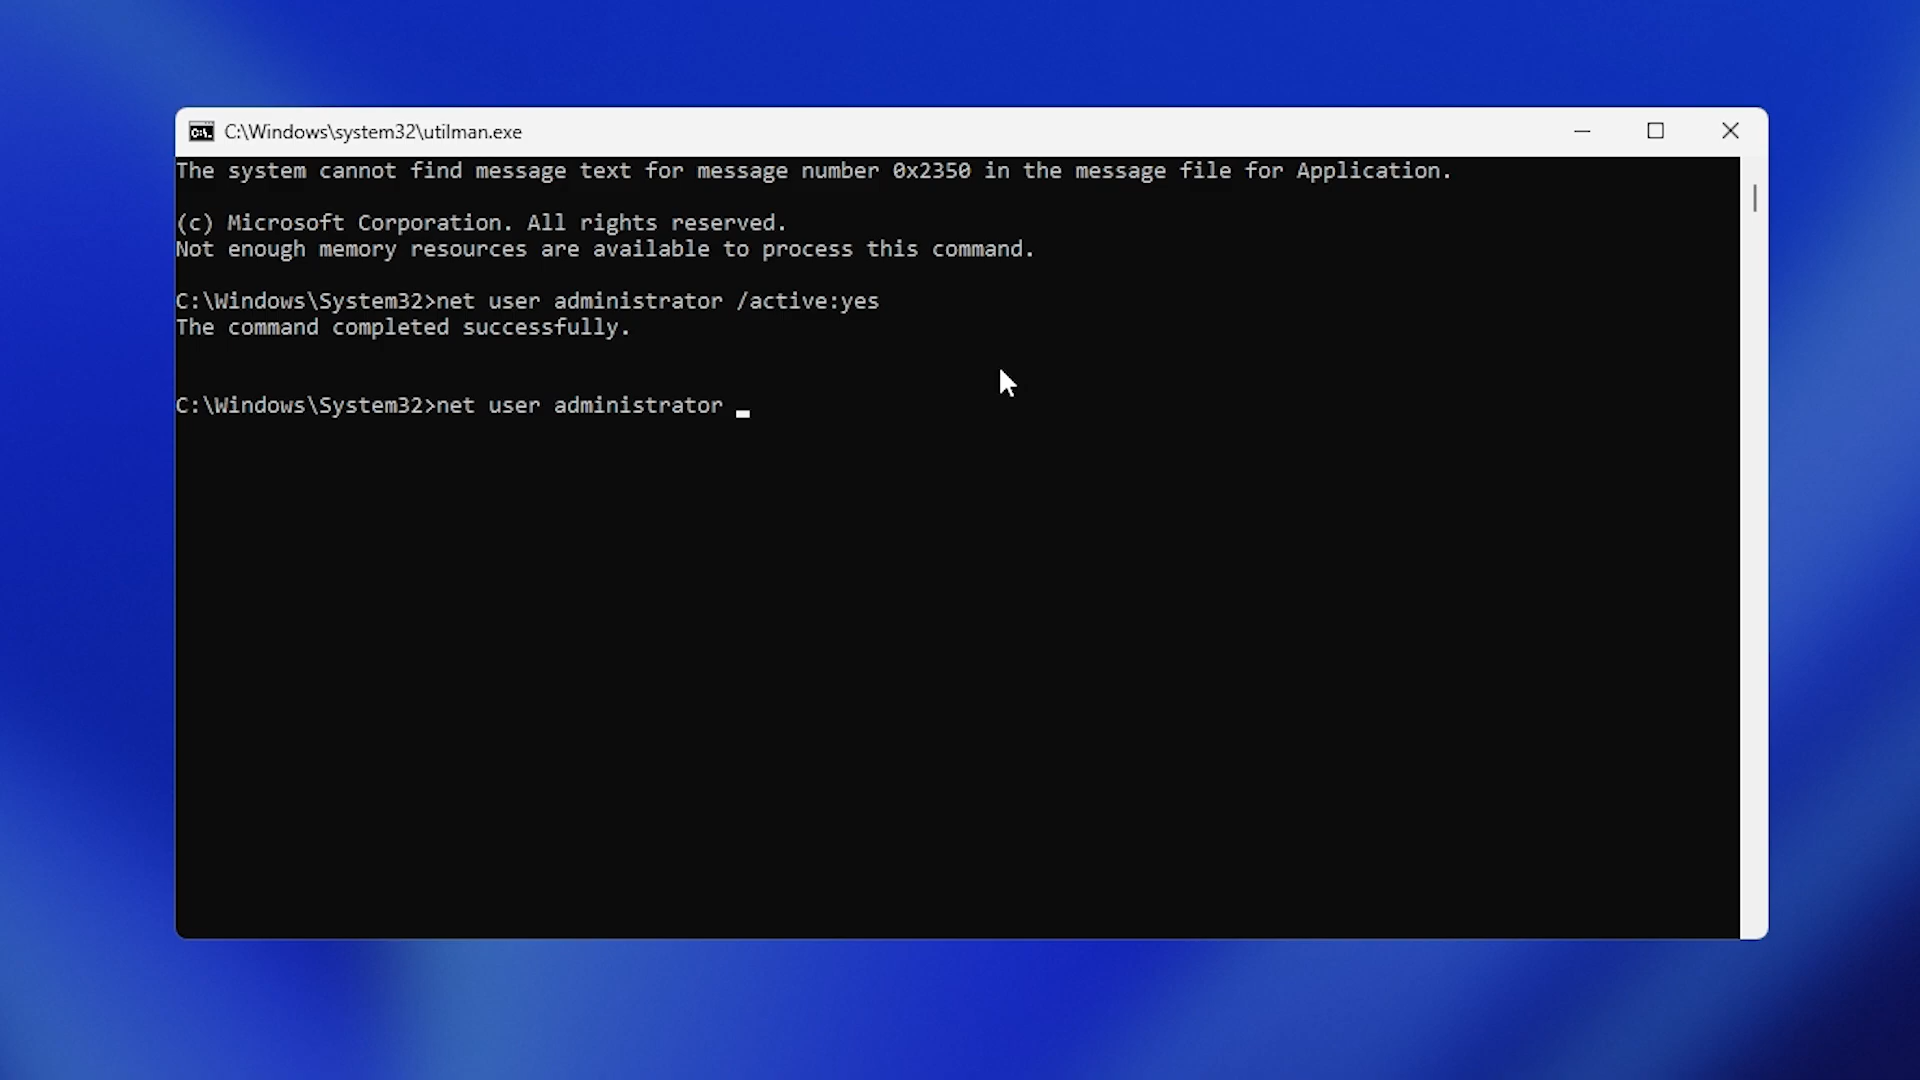 C:\Windows\system32\utilman.exe
The system cannot find message text for message number 0x2350 in the message file for Application.
(c) Microsoft Corporation. All rights reserved.
Not enough memory resources are available to process this command.
C:\Windows\System32>net user administrator /active:yes
The command completed successfully.
C:\Windows\System32>net user administrator